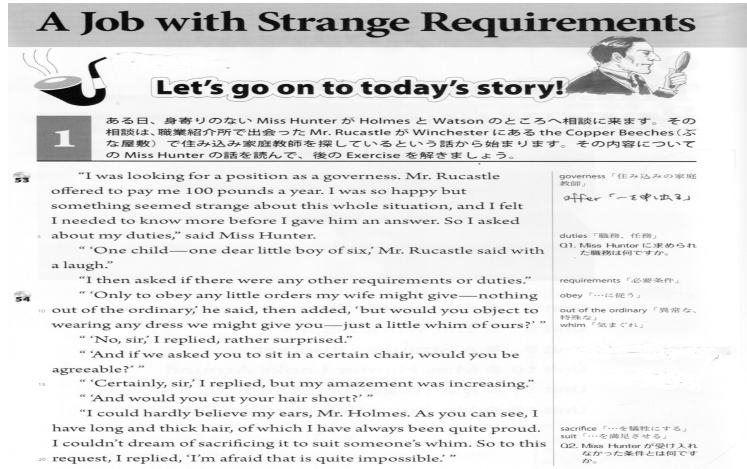 A Job with Strange Requirements
Let's go on to today's story!
1
ある日、身寄りのない Miss Hunter が Holmes と Watson のところへ相談に来ます。その
相談は、職業紹介所で出会った Mr. Rucastle が Winchester にある the Copper Beeches（ぶ
な屋敷）で住み込み家庭教師を探しているという話から始まります。その内容について
の Miss Hunter の話を読んで、後の Exercise を解きましょう。
53
"I was looking for a position as a governess. Mr. Rucastle
offered to pay me 100 pounds a year. I was so happy but
something seemed strange about this whole situation, and I felt
I needed to know more before I gave him an answer. So I asked
5 about my duties," said Miss Hunter.
" 'One child—one dear little boy of six,' Mr. Rucastle said with
a laugh."
"I then asked if there were any other requirements or duties."
54
" 'Only to obey any little orders my wife might give—nothing
10 out of the ordinary,' he said, then added, 'but would you object to
wearing any dress we might give you—just a little whim of ours?' "
" 'No, sir,' I replied, rather surprised."
" 'And if we asked you to sit in a certain chair, would you be
agreeable?' "
15 " 'Certainly, sir,' I replied, but my amazement was increasing."
" 'And would you cut your hair short?' "
"I could hardly believe my ears, Mr. Holmes. As you can see, I
have long and thick hair, of which I have always been quite proud.
I couldn't dream of sacrificing it to suit someone's whim. So to this
20 request, I replied, 'I'm afraid that is quite impossible.' "
governess「住み込みの家庭
教師」
offer「〜を申し出る」
duties「職務、任務」
Q1. Miss Hunter に求められ
た職務は何ですか。
requirements「必要条件」
obey「…に従う」
out of the ordinary「異常な、
特殊な」
whim「気まぐれ」
sacrifice「…を犠牲にする」
suit「…を満足させる」
Q2. Miss Hunter が受け入れ
なかった条件とは何です
か。